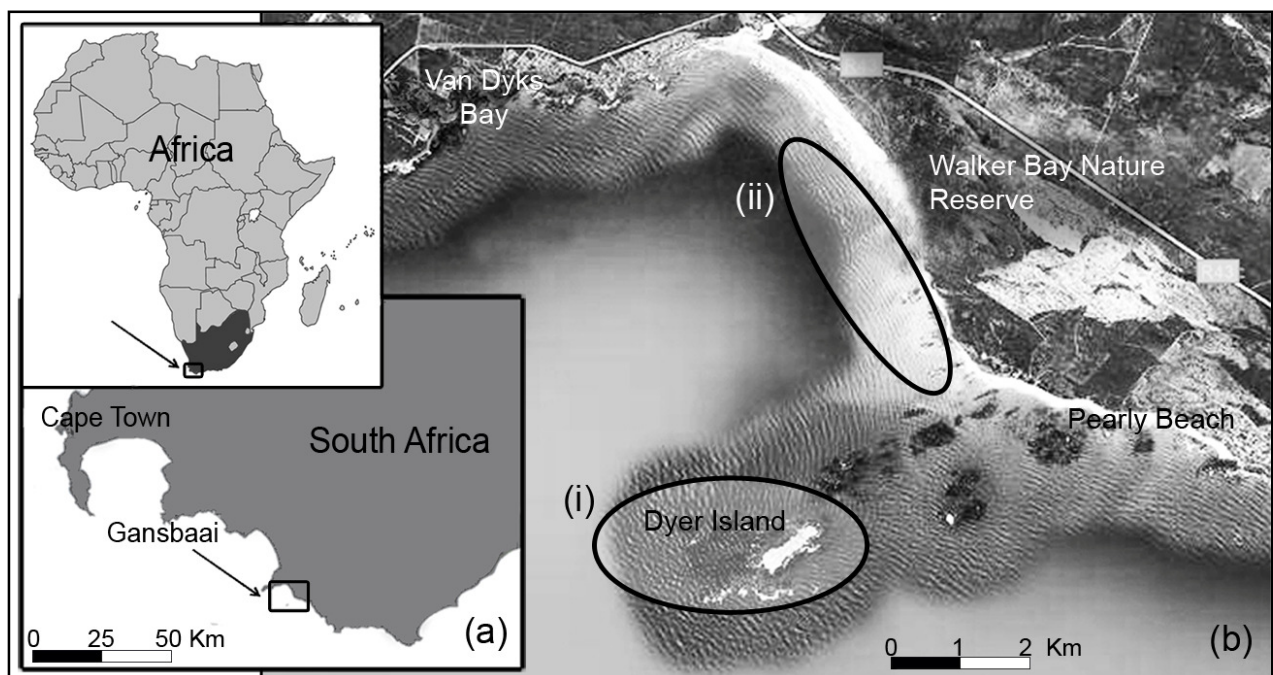 Africa
Cape Town
South Africa
Gansbaai
0 25 50 Km
(a)
Van Dyks
Bay
(ii)
Walker Bay Nature
Reserve
Pearly Beach
(i)
Dyer Island
0 1 2 Km
(b)